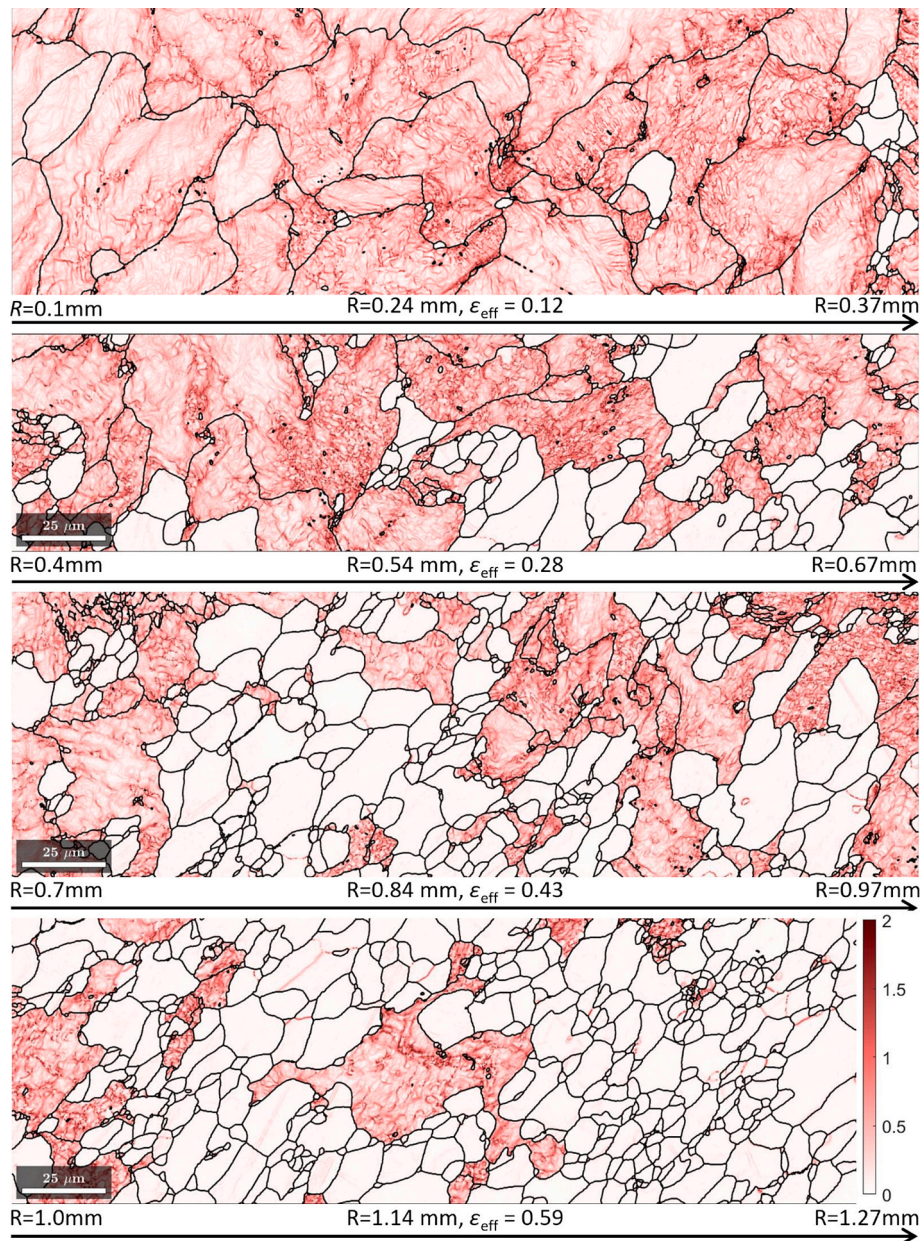 R=0.1mm R=0.24 mm, εeff = 0.12 R=0.37mm
25 μm
R=0.4mm R=0.54 mm, εeff = 0.28 R=0.67mm
25 μm
R=0.7mm R=0.84 mm, εeff = 0.43 R=0.97mm
2
1.5
1
0.5
0
25 μm
R=1.0mm R=1.14 mm, εeff = 0.59 R=1.27mm